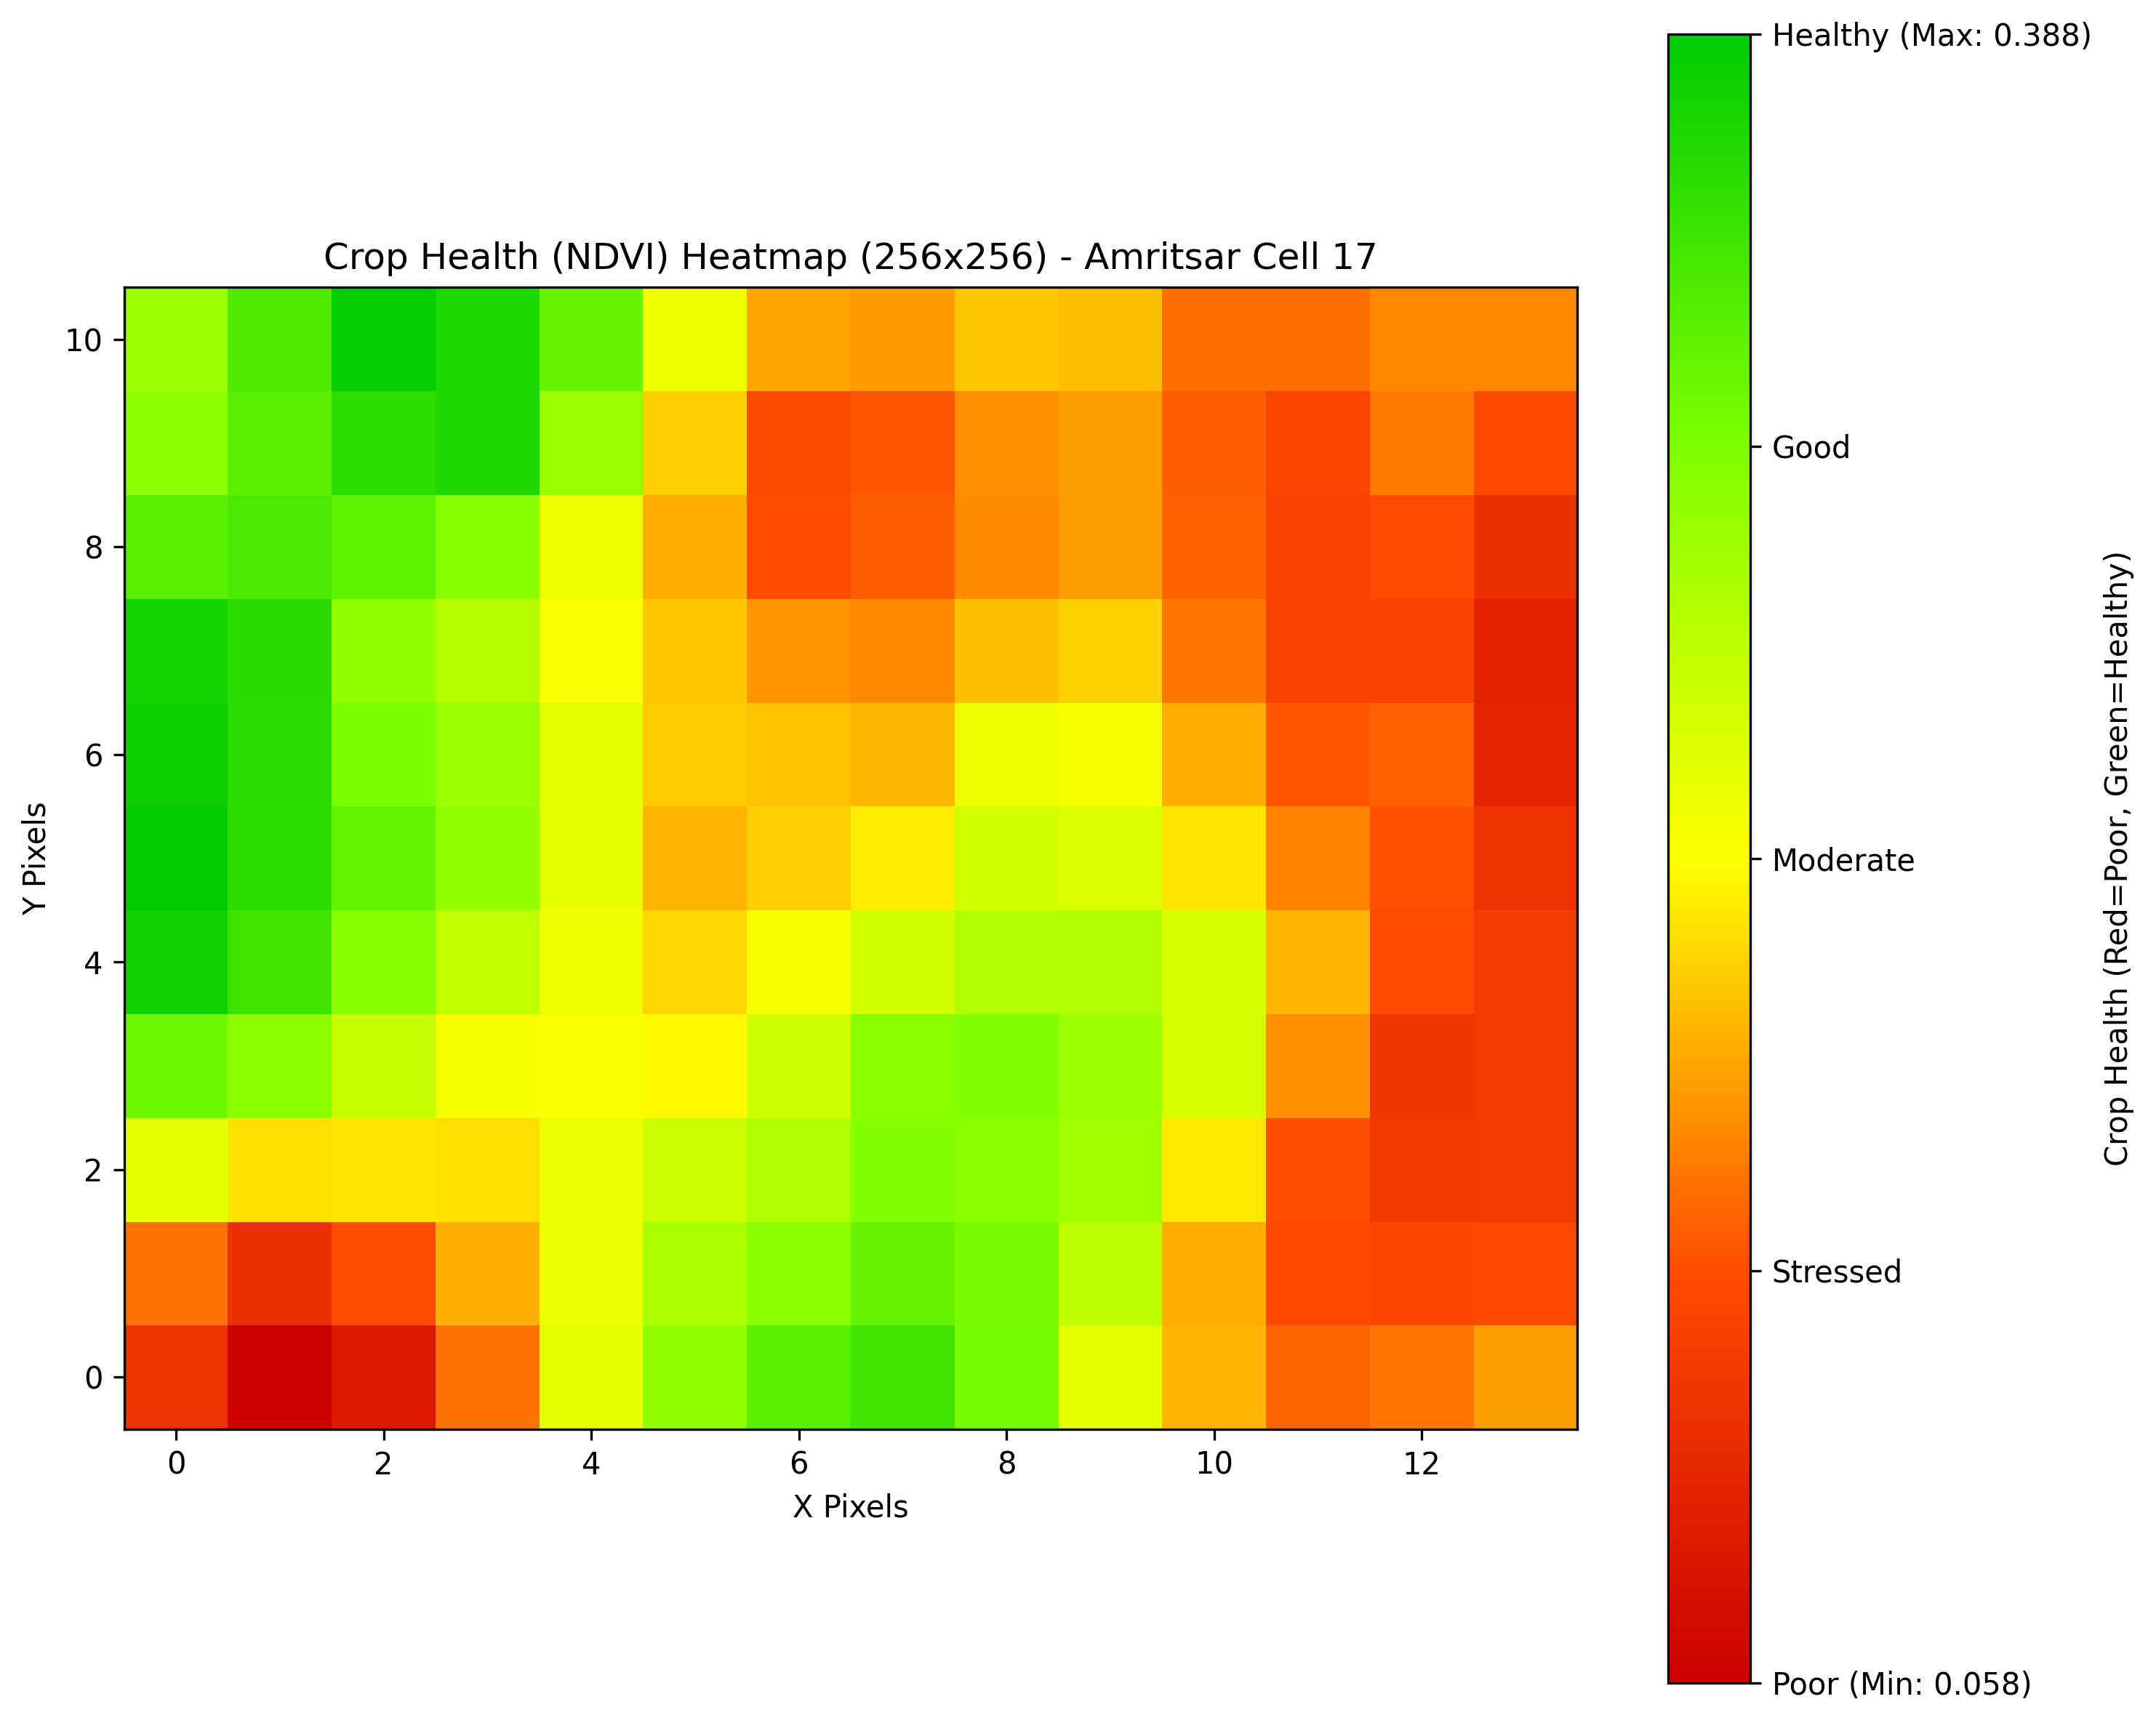 Crop Health (NDVI) Heatmap (256x256) - Amritsar Cell 17
Y Pixels
10
8
6
4
2
0
0 2 4 6 8 10 12
X Pixels
Healthy (Max: 0.388)
Good
Moderate
Stressed
Poor (Min: 0.058)
Crop Health (Red=Poor, Green=Healthy)